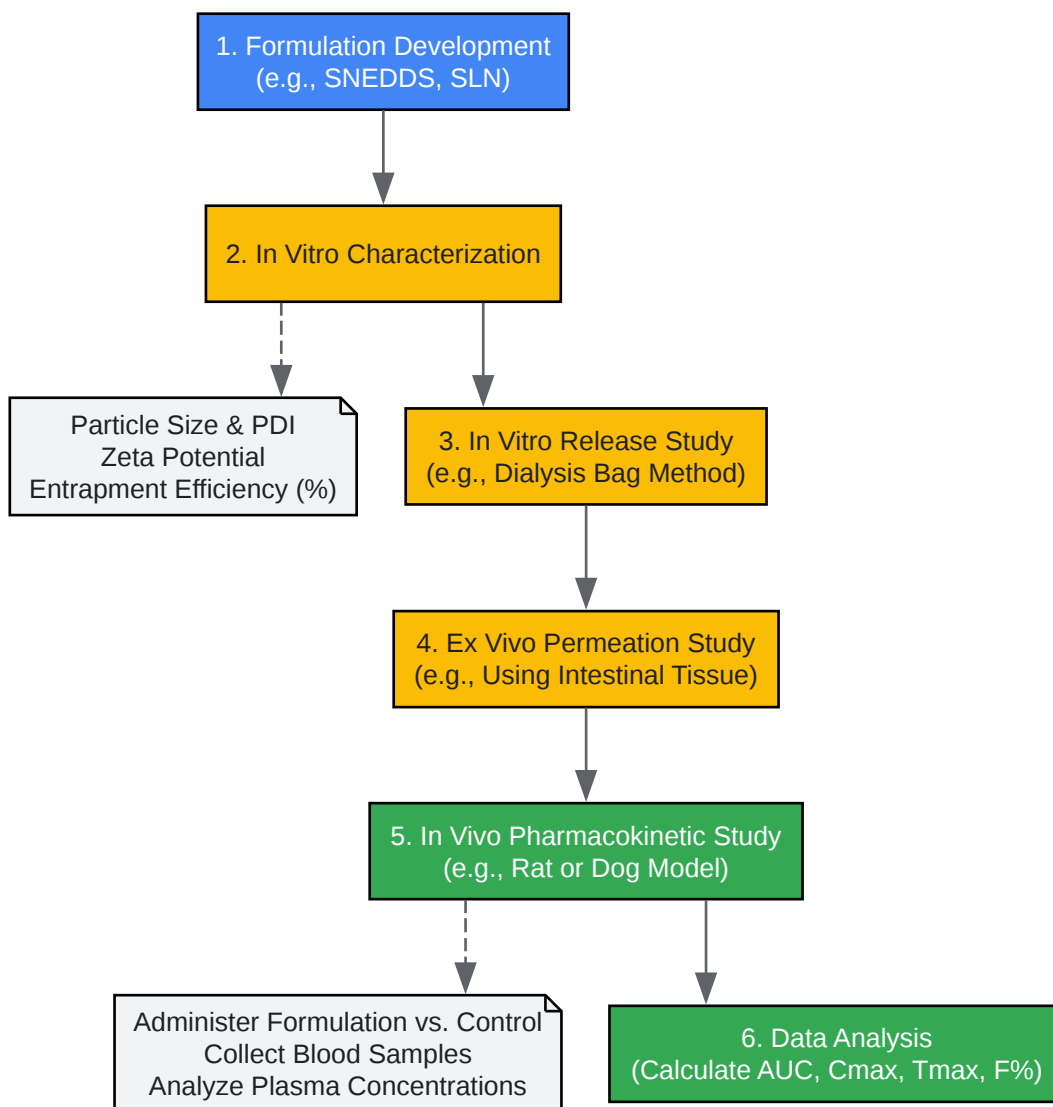 1. Formulation Development
(e.g., SNEDDS, SLN)
2. In Vitro Characterization
Particle Size & PDI
Zeta Potential
Entrapment Efficiency (%)
3. In Vitro Release Study
(e.g., Dialysis Bag Method)
4. Ex Vivo Permeation Study
(e.g., Using Intestinal Tissue)
5. In Vivo Pharmacokinetic Study
(e.g., Rat or Dog Model)
Administer Formulation vs. Control
Collect Blood Samples
Analyze Plasma Concentrations
6. Data Analysis
(Calculate AUC, Cmax, Tmax, F%)